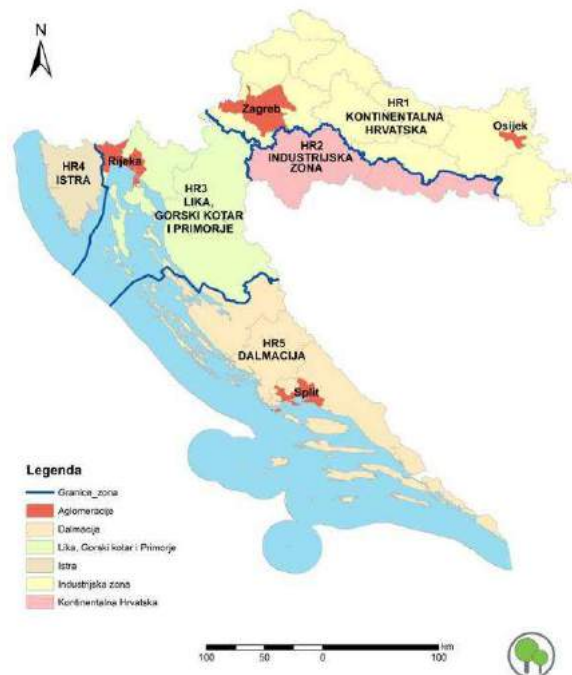 N
Zagreb
HR1
KONTINENTALNA
HRVATSKA
Osijek
HR2
INDUSTRIJSKA
ZONA
HR4
ISTRA
Rijeka
HR3
LIKA,
GORSKI KOTAR
I PRIMORJE
HR5
DALMACIJA
Split
Legenda
Granice_zona
Aglomeracije
Dalmacija
Lika, Gorski kotar i Primorje
Istra
Industrijska zona
Kontinentalna Hrvatska
km
100 50 0 100